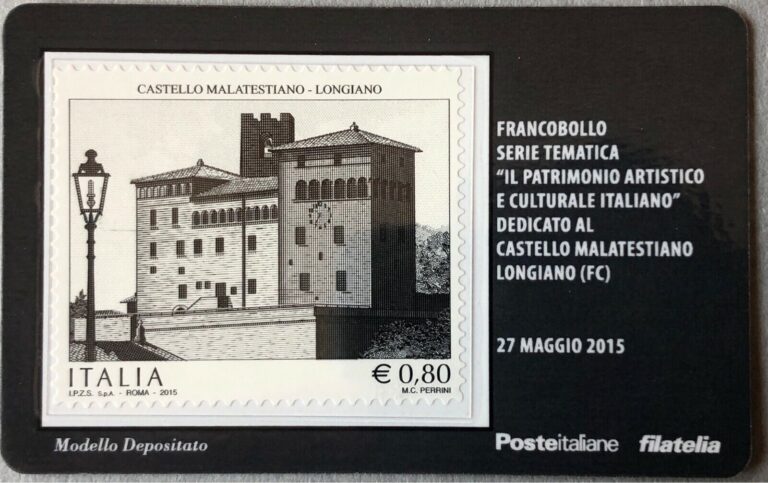 CASTELLO MALATESTIANO - LONGIANO
ITALIA
I.P.Z.S. S.p.A. - ROMA - 2015
€ 0,80
M.C. PERRINI
FRANCOBOLLO
SERIE TEMATICA
“IL PATRIMONIO ARTISTICO
E CULTURALE ITALIANO”
DEDICATO AL
CASTELLO MALATESTIANO
LONGIANO (FC)
27 MAGGIO 2015
Modello Depositato
Posteitaliane
filatelia